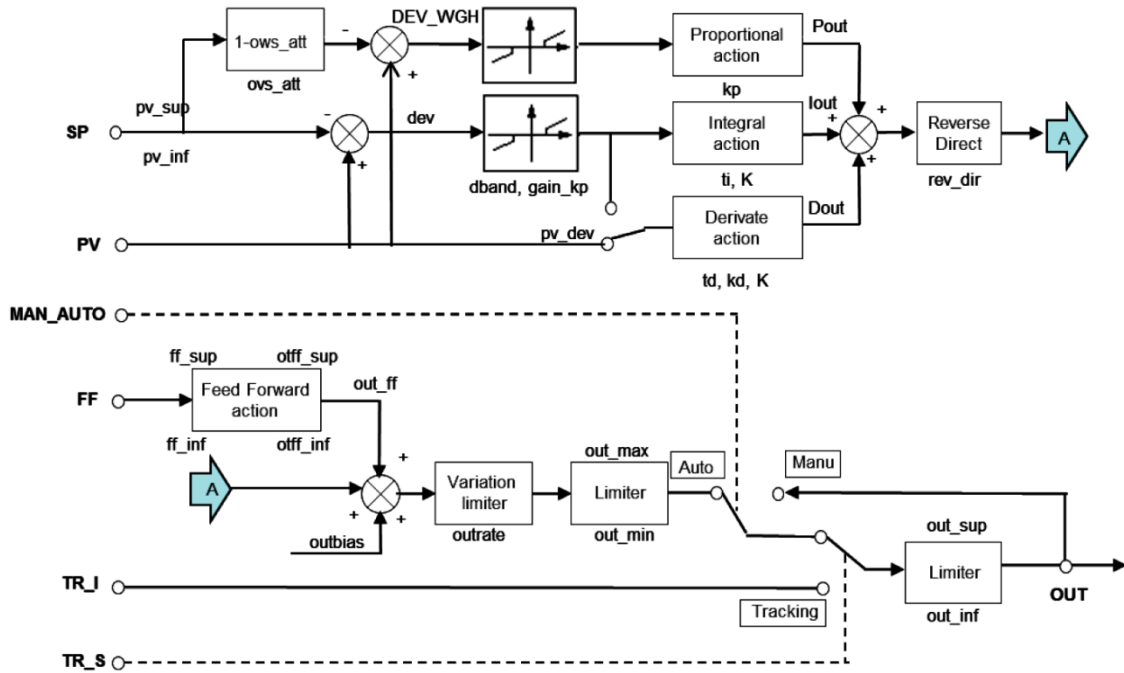 DEV_WGH
1-ows_att
ovs_att
-
+
Proportional
action
kp
Pout
pv_sup
SP
pv_inf
-
+
dev
dband, gain_kp
Integral
action
ti, K
Iout
+
+
+
Reverse
Direct
rev_dir
A
PV
pv_dev
Derivate
action
td, kd, K
Dout
MAN_AUTO
ff_sup
otff_sup
FF
Feed Forward
action
out_ff
ff_inf
otff_inf
A
+
+
+
outbias
Variation
limiter
outrate
out_max
Limiter
out_min
Auto
Manu
out_sup
Limiter
out_inf
OUT
TR_I
Tracking
TR_S